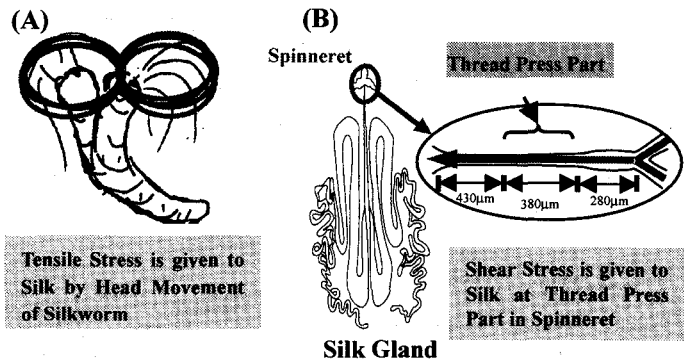 (A)
Tensile Stress is given to
Silk by Head Movement
of Silkworm
(B)
Spinneret
Thread Press Part
430μm
380μm
280μm
Shear Stress is given to
Silk at Thread Press
Part in Spinneret
Silk Gland